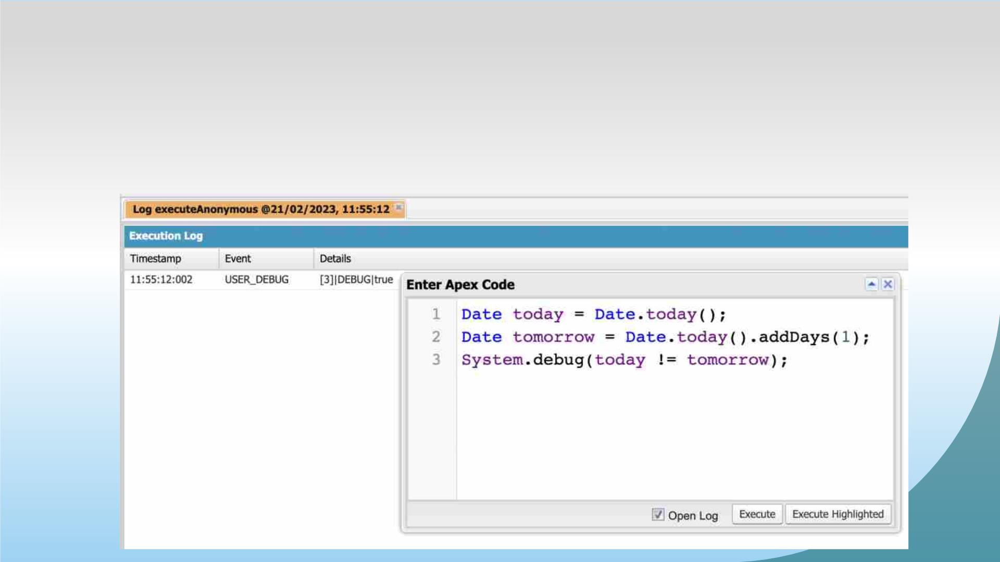 Log executeAnonymous @21/02/2023, 11:55:12
Execution Log
Timestamp Event Details
11:55:12:002 USER_DEBUG [3]|DEBUG|true
Enter Apex Code
1 Date today = Date.today();
2 Date tomorrow = Date.today().addDays(1);
3 System.debug(today != tomorrow);
Open Log Execute Execute Highlighted